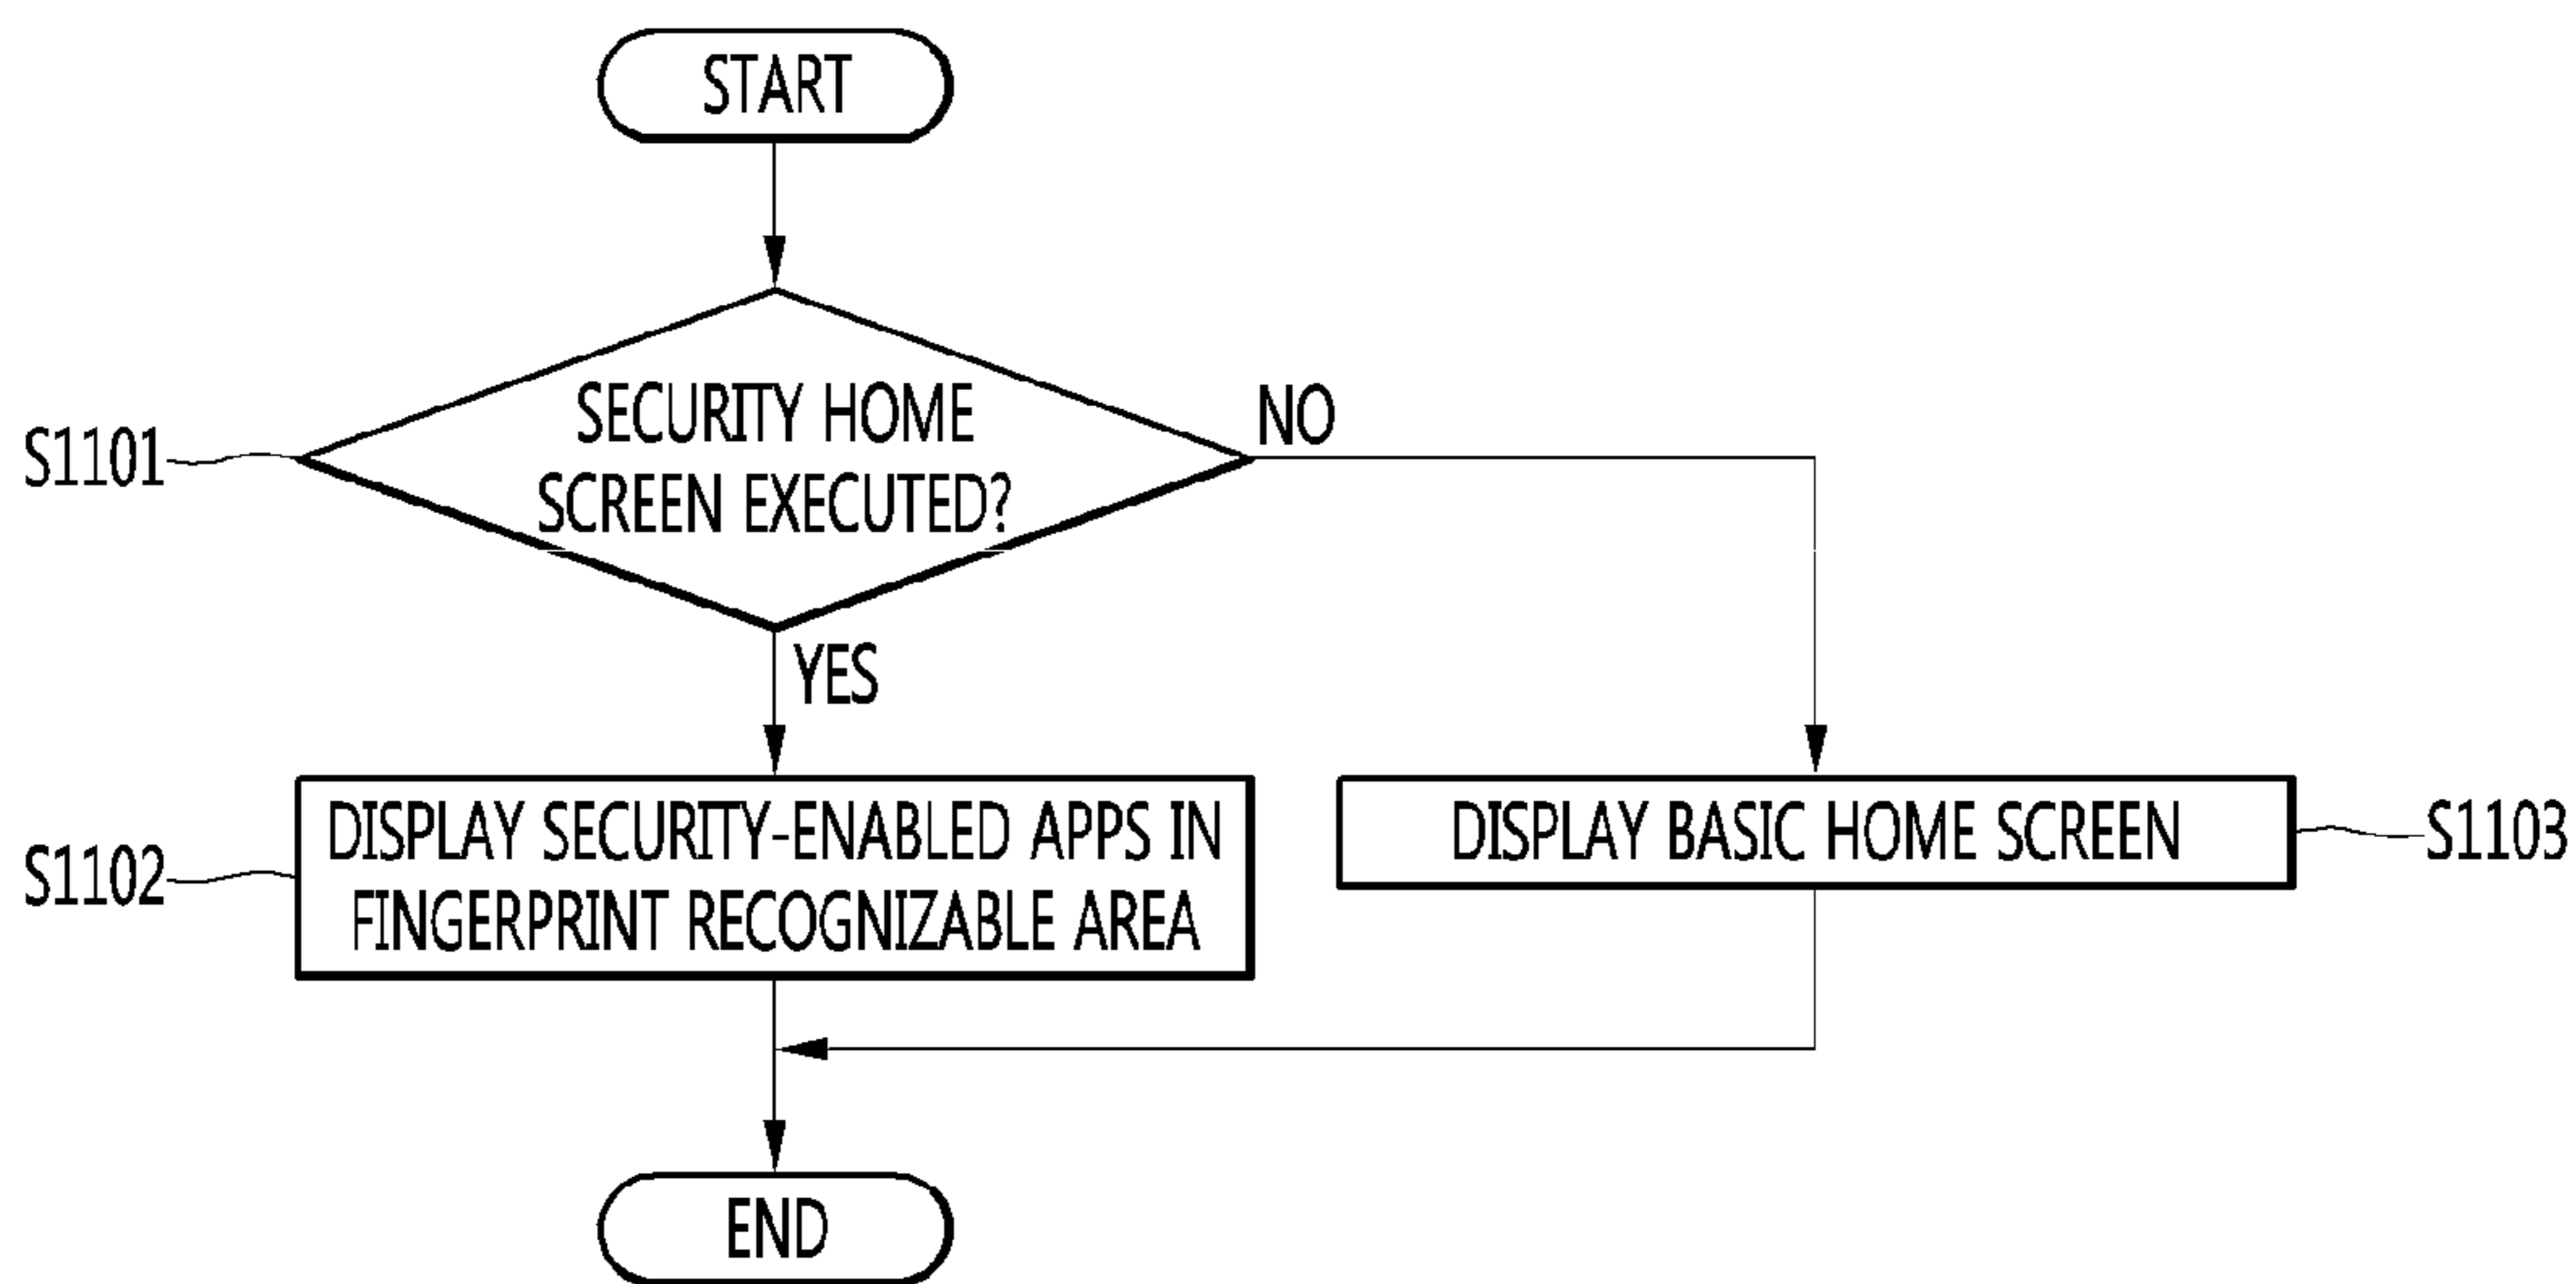 START
SECURITY HOME
SCREEN EXECUTED?
S1101
NO
YES
DISPLAY SECURITY-ENABLED APPS IN
FINGERPRINT RECOGNIZABLE AREA
S1102
DISPLAY BASIC HOME SCREEN
S1103
END